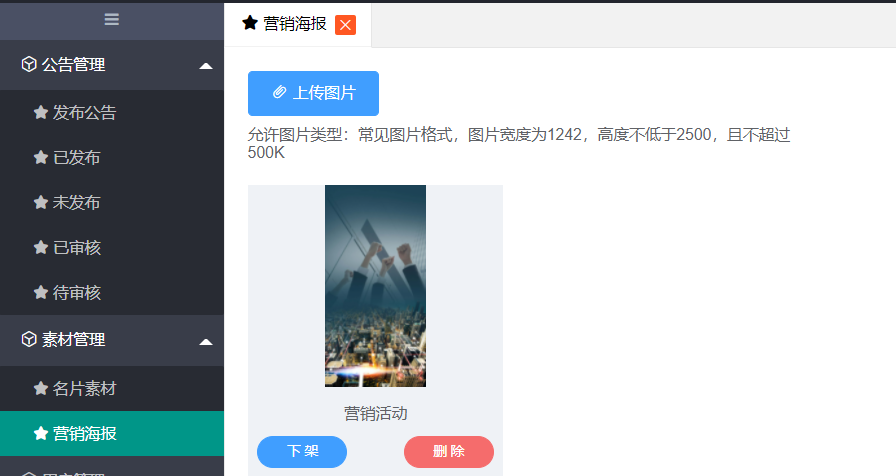 营销海报
公告管理
发布公告
已发布
未发布
已审核
待审核
素材管理
名片素材
营销海报
上传图片
允许图片类型：常见图片格式，图片宽度为1242，高度不低于2500，且不超过
500K
营销活动
下架
删除